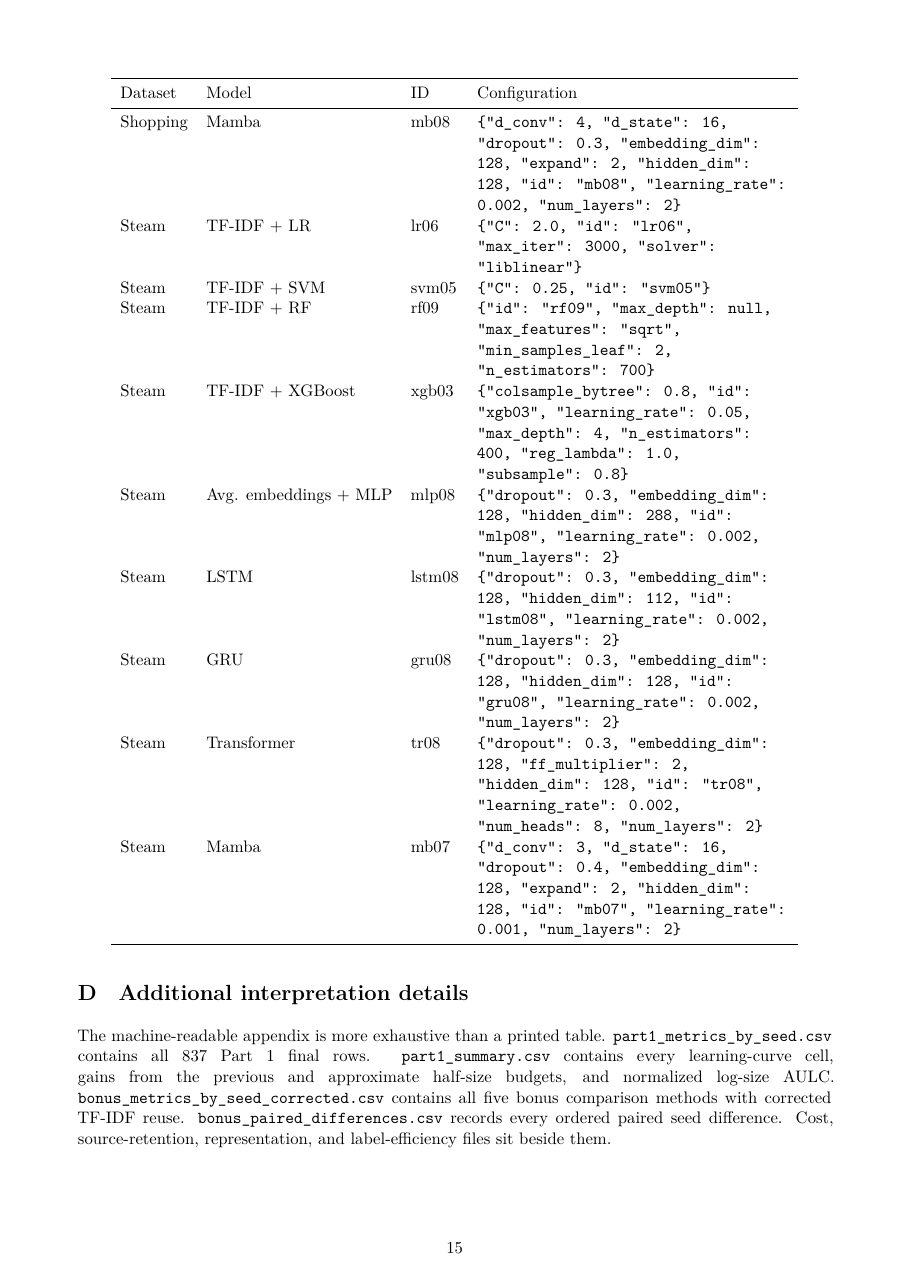 Dataset Model ID Configuration
Shopping Mamba mb08 {"d_conv": 4, "d_state": 16,
"dropout": 0.3, "embedding_dim":
128, "expand": 2, "hidden_dim":
128, "id": "mb08", "learning_rate":
0.002, "num_layers": 2}
Steam TF-IDF + LR lr06 {"C": 2.0, "id": "lr06",
"max_iter": 3000, "solver":
"liblinear"}
Steam TF-IDF + SVM svm05 {"C": 0.25, "id": "svm05"}
Steam TF-IDF + RF rf09 {"id": "rf09", "max_depth": null,
"max_features": "sqrt",
"min_samples_leaf": 2,
"n_estimators": 700}
Steam TF-IDF + XGBoost xgb03 {"colsample_bytree": 0.8, "id":
"xgb03", "learning_rate": 0.05,
"max_depth": 4, "n_estimators":
400, "reg_lambda": 1.0,
"subsample": 0.8}
Steam Avg. embeddings + MLP mlp08 {"dropout": 0.3, "embedding_dim":
128, "hidden_dim": 288, "id":
"mlp08", "learning_rate": 0.002,
"num_layers": 2}
Steam LSTM lstm08 {"dropout": 0.3, "embedding_dim":
128, "hidden_dim": 112, "id":
"lstm08", "learning_rate": 0.002,
"num_layers": 2}
Steam GRU gru08 {"dropout": 0.3, "embedding_dim":
128, "hidden_dim": 128, "id":
"gru08", "learning_rate": 0.002,
"num_layers": 2}
Steam Transformer tr08 {"dropout": 0.3, "embedding_dim":
128, "ff_multiplier": 2,
"hidden_dim": 128, "id": "tr08",
"learning_rate": 0.002,
"num_heads": 8, "num_layers": 2}
Steam Mamba mb07 {"d_conv": 3, "d_state": 16,
"dropout": 0.4, "embedding_dim":
128, "expand": 2, "hidden_dim":
128, "id": "mb07", "learning_rate":
0.001, "num_layers": 2}
D Additional interpretation details
The machine-readable appendix is more exhaustive than a printed table. part1_metrics_by_seed.csv
contains all 837 Part 1 final rows. part1_summary.csv contains every learning-curve cell,
gains from the previous and approximate half-size budgets, and normalized log-size AULC.
bonus_metrics_by_seed_corrected.csv contains all five bonus comparison methods with corrected
TF-IDF reuse. bonus_paired_differences.csv records every ordered paired seed difference. Cost,
source-retention, representation, and label-efficiency files sit beside them.
15